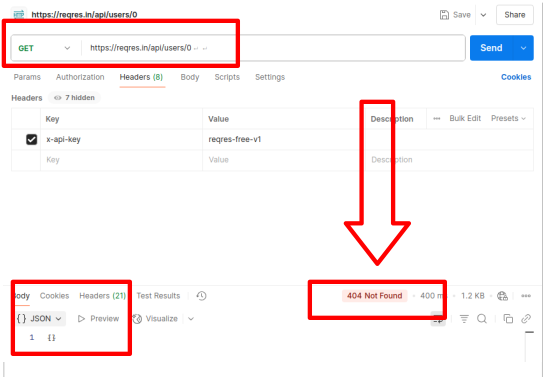 https://reqres.in/api/users/0 Save Share
GET https://reqres.in/api/users/0 ↵ ↵ Send
Params Authorization Headers (8) Body Scripts Settings Cookies
Headers 7 hidden
Key Value Description ••• Bulk Edit Presets
x-api-key reqres-free-v1
Key Value Description
Body Cookies Headers (21) Test Results 404 Not Found • 400 • 1.2 KB •
{} JSON Preview Visualize
1 {}